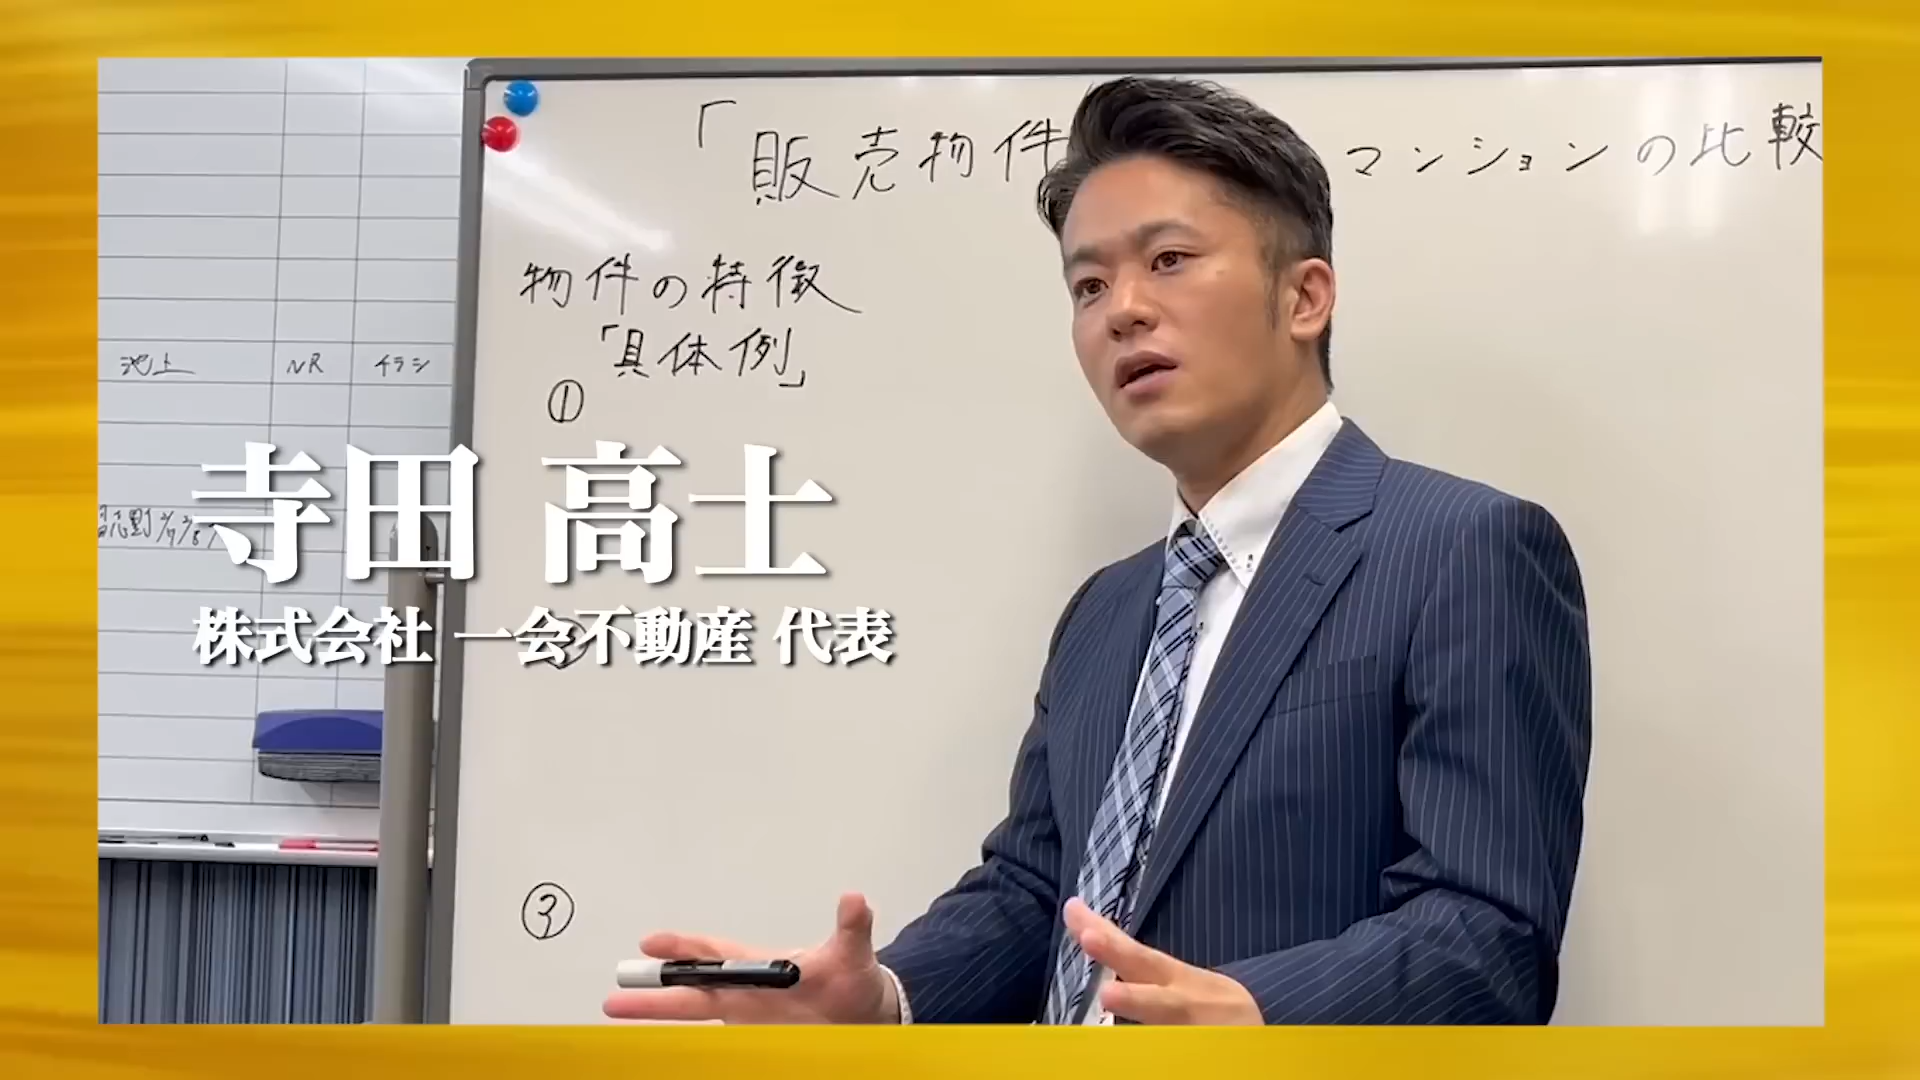 「販売物件 マンションの比較
物件の特徴
「具体例」
①
池上 NR チラシ
寺田 高士
株式会社 一会不動産 代表
③